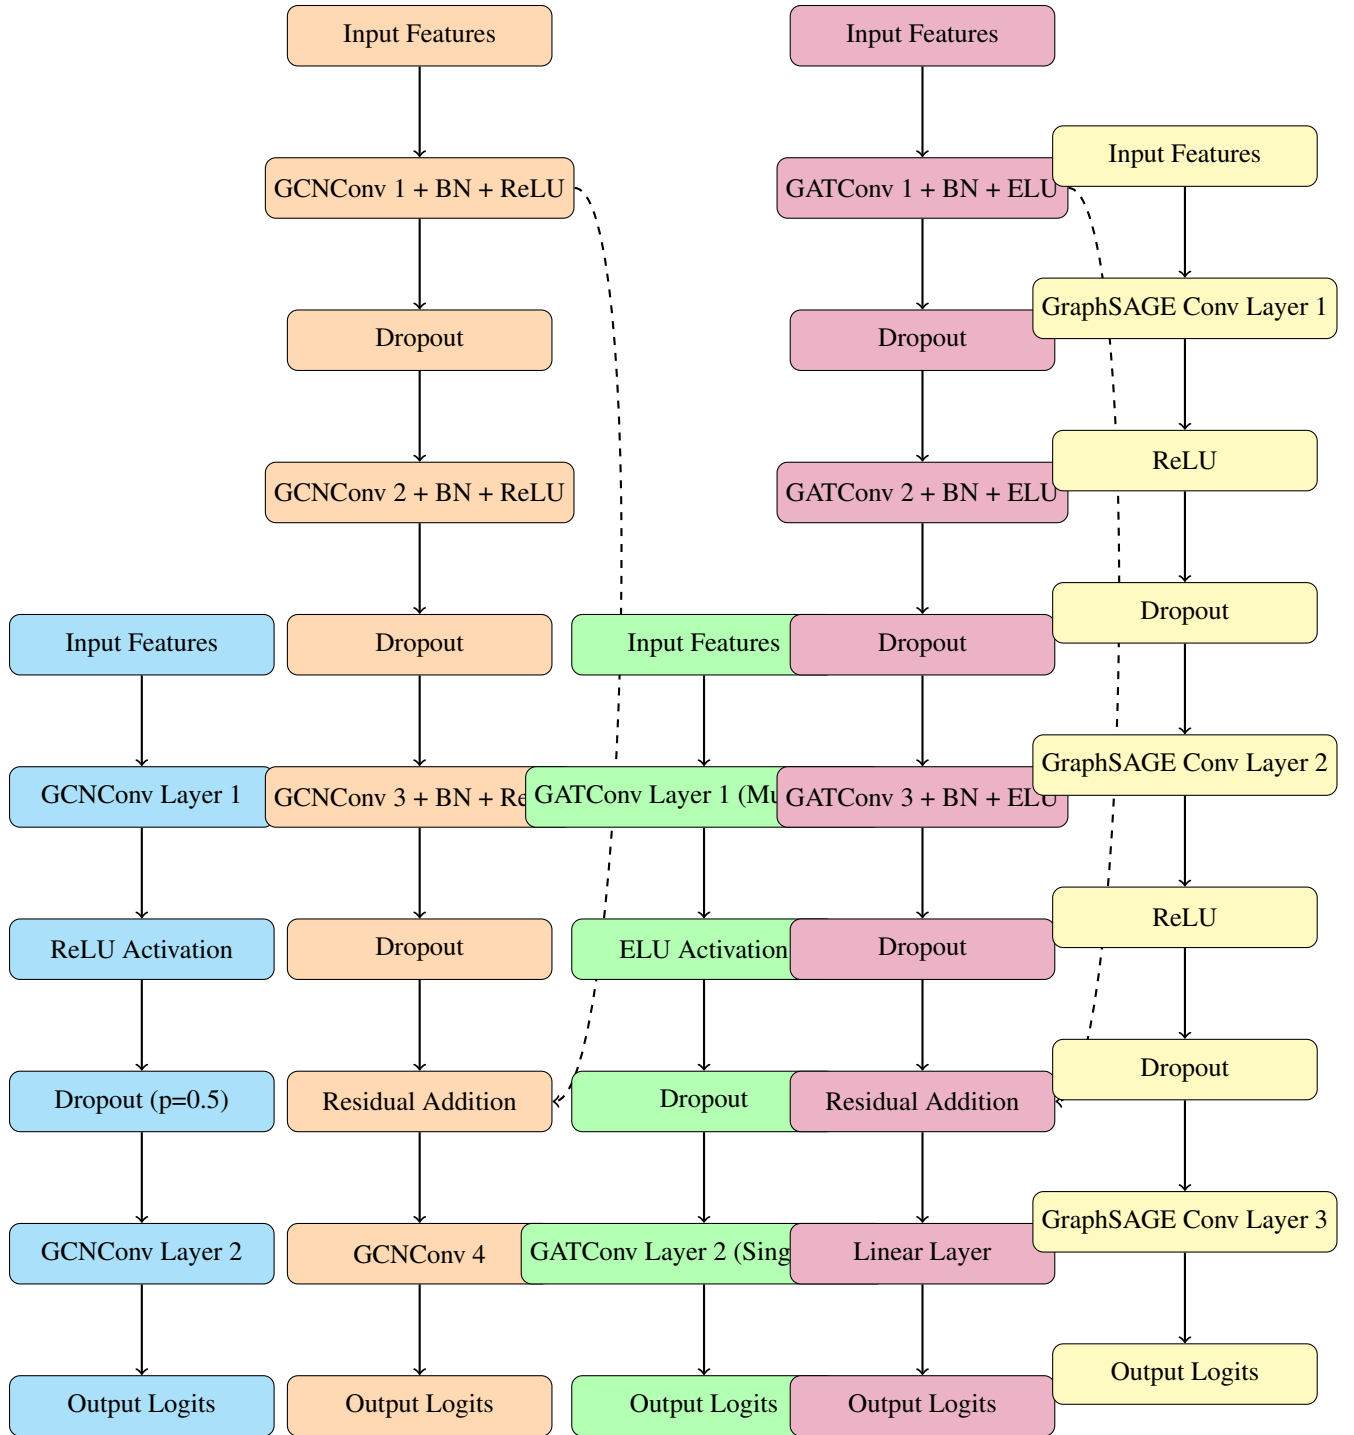 Input Features
GCNConv Layer 1
ReLU Activation
Dropout (p=0.5)
GCNConv Layer 2
Output Logits
Input Features
GCNConv 1 + BN + ReLU
Dropout
GCNConv 2 + BN + ReLU
Dropout
GCNConv 3 + BN + Re
Dropout
Residual Addition
GCNConv 4
Output Logits
Input Features
GATConv Layer 1 (Mu
ELU Activation
Dropout
GATConv Layer 2 (Sing
Output Logits
Input Features
GATConv 1 + BN + ELU
Dropout
GATConv 2 + BN + ELU
Dropout
GATConv 3 + BN + ELU
Dropout
Residual Addition
Linear Layer
Output Logits
Input Features
GraphSAGE Conv Layer 1
ReLU
Dropout
GraphSAGE Conv Layer 2
ReLU
Dropout
GraphSAGE Conv Layer 3
Output Logits